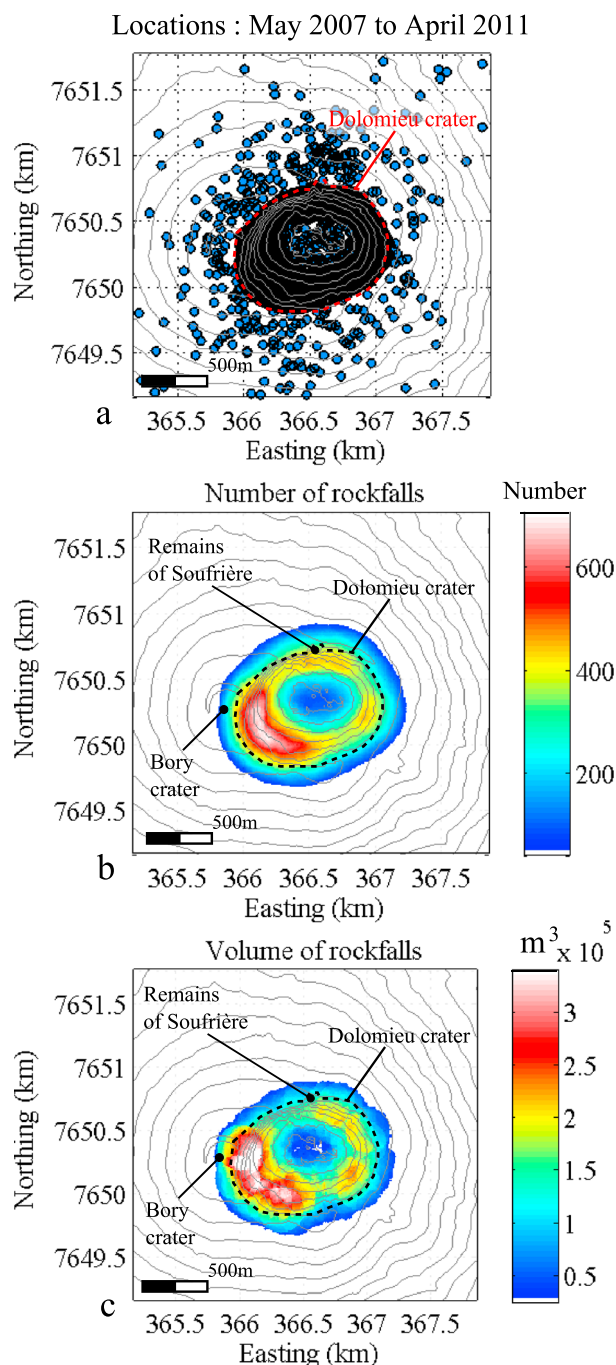 Locations : May 2007 to April 2011
7651.5
Dolomieu crater
7651
7650.5
7650
7649.5
Northing (km)
500m
a
365.5 366 366.5 367 367.5
Easting (km)
Number of rockfalls
Number
7651.5
Remains
of Soufrière
Dolomieu crater
7651
7650.5
7650
7649.5
Northing (km)
Bory
crater
500m
600
400
200
b
365.5 366 366.5 367 367.5
Easting (km)
Volume of rockfalls
m³ x 10⁵
7651.5
Remains
of Soufrière
Dolomieu crater
7651
7650.5
7650
7649.5
Northing (km)
Bory
crater
500m
3
2.5
2
1.5
1
0.5
c
365.5 366 366.5 367 367.5
Easting (km)